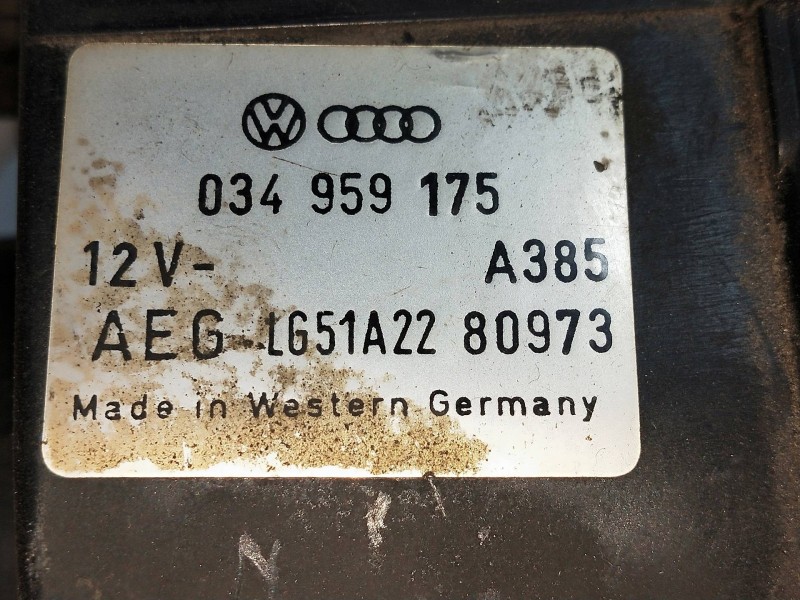 034 959 175
12V- A385
AEG LG51A22 80973
Made in Western Germany